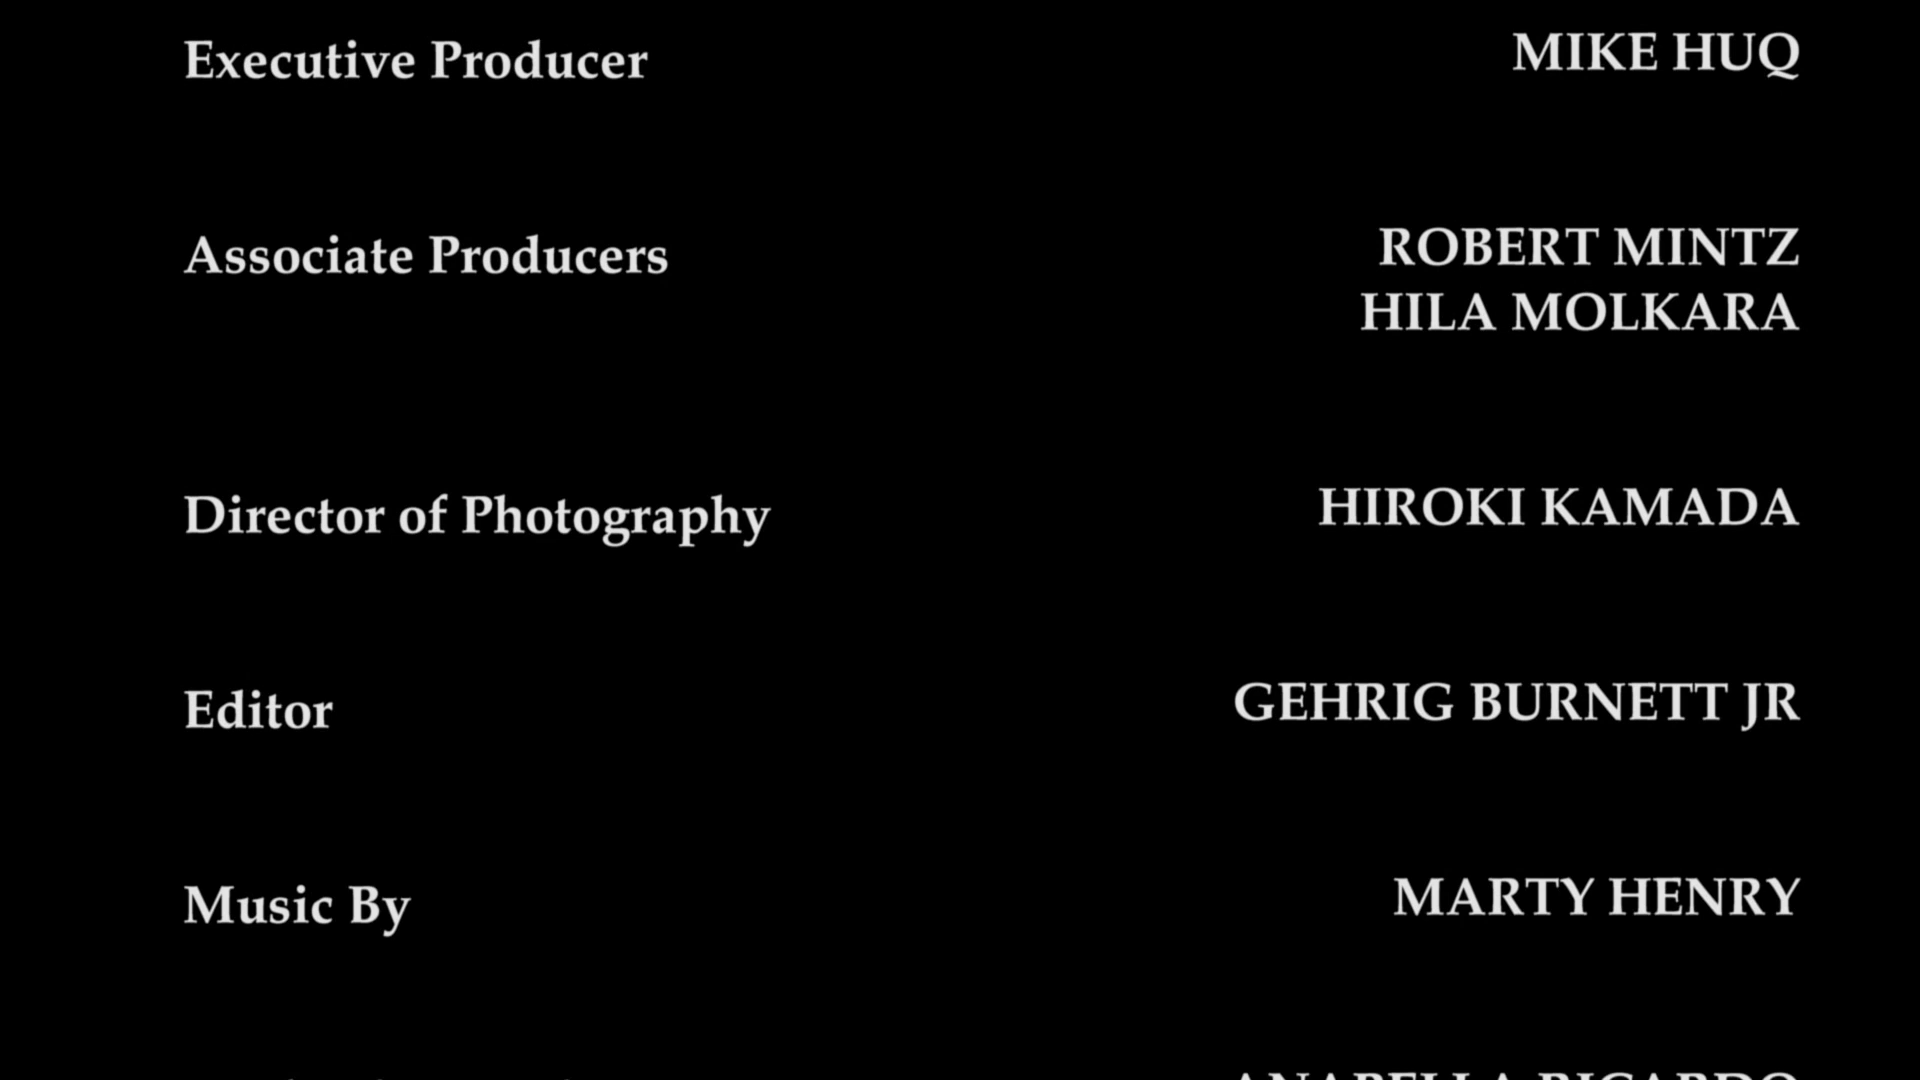 Executive Producer MIKE HUQ
Associate Producers ROBERT MINTZ
HILA MOLKARA
Director of Photography HIROKI KAMADA
Editor GEHRIG BURNETT JR
Music By MARTY HENRY